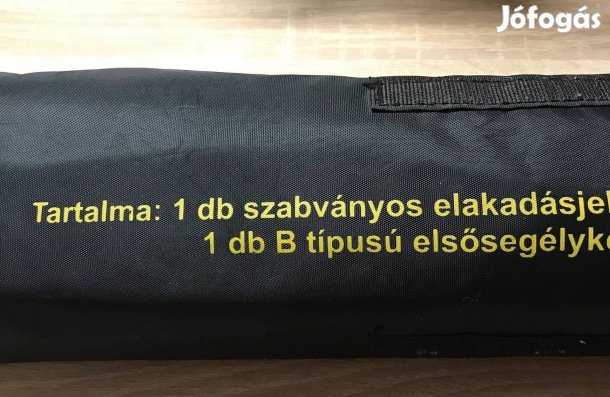 Jófogás
Tartalma: 1 db szabványos elakadásjel
1 db B típusú elsősegélyk